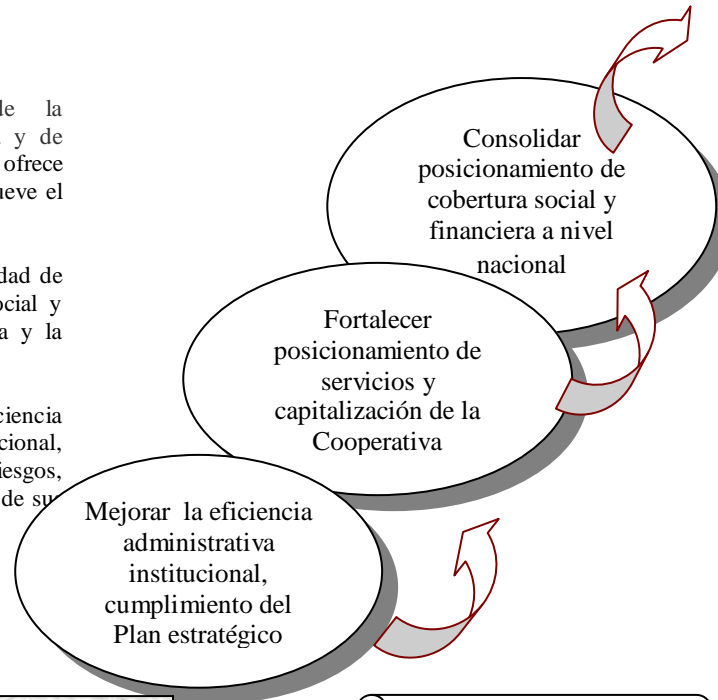 de la
y de
ofrece
ueve el
dad de
ocial y
a y la
ciencia
cional,
iesgos,
de su
Consolidar
posicionamiento de
cobertura social y
financiera a nivel
nacional
Fortalecer
posicionamiento de
servicios y
capitalización de la
Cooperativa
Mejorar la eficiencia
administrativa
institucional,
cumplimiento del
Plan estratégico